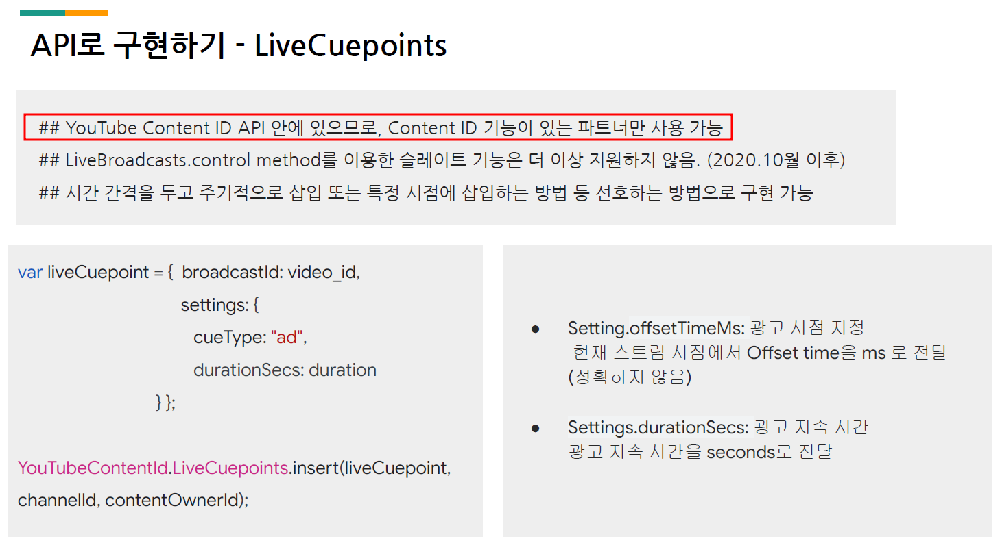 API로 구현하기 - LiveCuepoints
## YouTube Content ID API 안에 있으므로, Content ID 기능이 있는 파트너만 사용 가능
## LiveBroadcasts.control method를 이용한 슬레이트 기능은 더 이상 지원하지 않음. (2020.10월 이후)
## 시간 간격을 두고 주기적으로 삽입 또는 특정 시점에 삽입하는 방법 등 선호하는 방법으로 구현 가능
var liveCuepoint = { broadcastId: video_id,
settings: {
cueType: "ad",
durationSecs: duration
} };
YouTubeContentId.LiveCuepoints.insert(liveCuepoint,
channelId, contentOwnerId);
● Setting.offsetTimeMs: 광고 시점 지정
현재 스트림 시점에서 Offset time을 ms 로 전달
(정확하지 않음)
● Settings.durationSecs: 광고 지속 시간
광고 지속 시간을 seconds로 전달